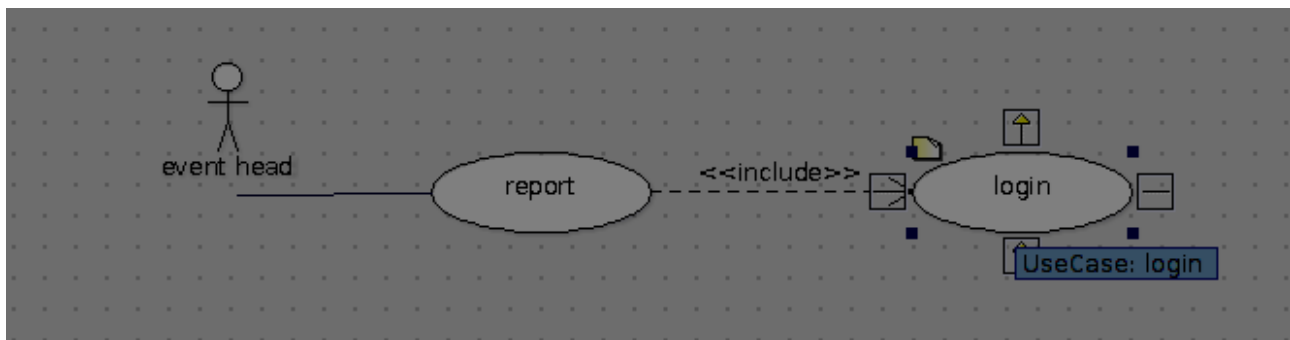 event head
report
<<include>>
login
UseCase: login